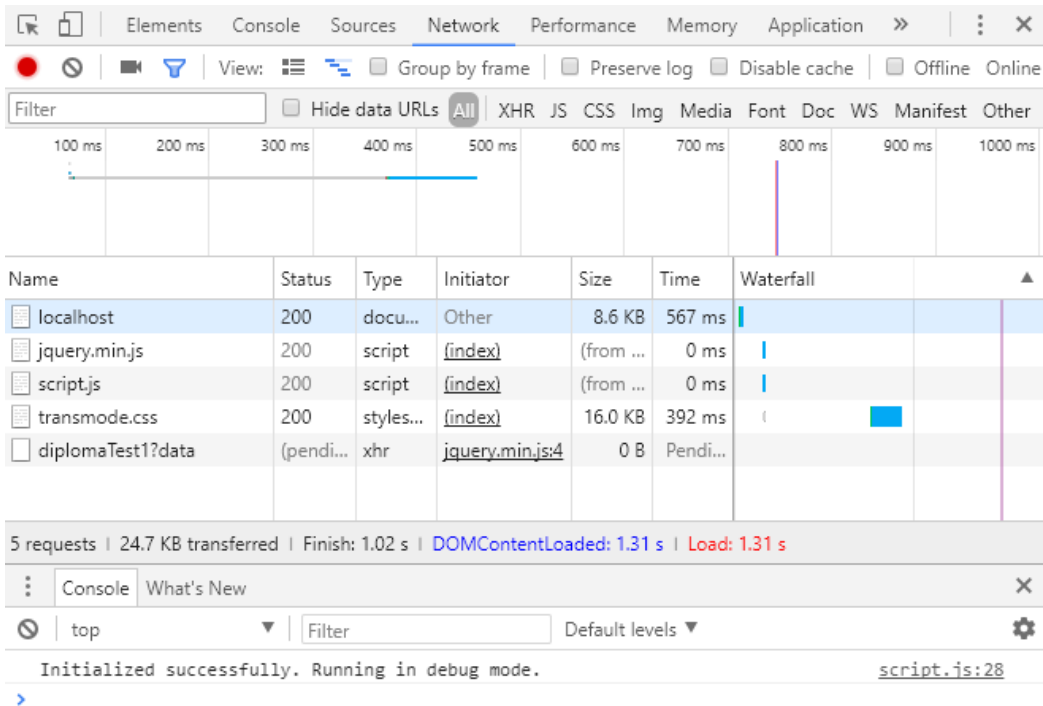 Elements Console Sources Network Performance Memory Application »
View: Group by frame Preserve log Disable cache Offline Online
Filter Hide data URLs All XHR JS CSS Img Media Font Doc WS Manifest Other
100 ms 200 ms 300 ms 400 ms 500 ms 600 ms 700 ms 800 ms 900 ms 1000 ms
Name Status Type Initiator Size Time Waterfall
localhost 200 docu... Other 8.6 KB 567 ms
jquery.min.js 200 script (index) (from ... 0 ms
script.js 200 script (index) (from ... 0 ms
transmode.css 200 styles... (index) 16.0 KB 392 ms
diplomaTest1?data (pendi... xhr jquery.min.js:4 0 B Pendi...
5 requests | 24.7 KB transferred | Finish: 1.02 s | DOMContentLoaded: 1.31 s | Load: 1.31 s
Console What's New
top Filter Default levels
Initialized successfully. Running in debug mode. script.js:28